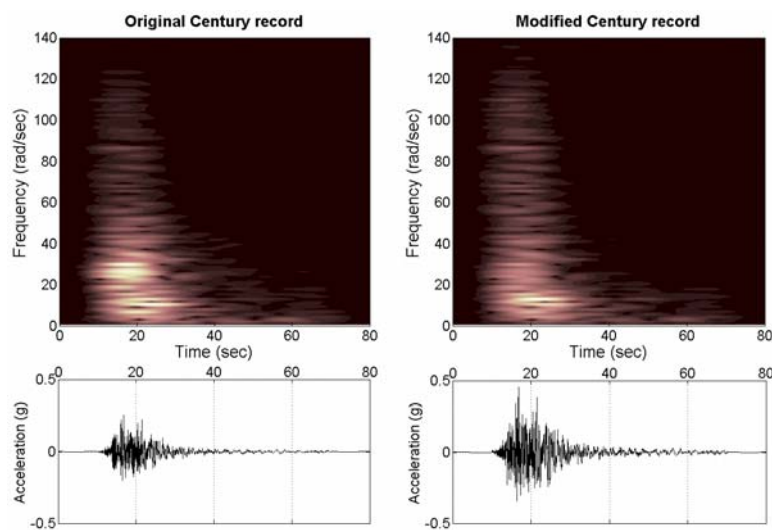 Original Century record
140
120
100
80
60
40
20
0
Frequency (rad/sec)
0 20 40 60 80
Time (sec)
0 20 40 60 80
0.5
0
-0.5
Acceleration (g)
Modified Century record
140
120
100
80
60
40
20
0
Frequency (rad/sec)
0 20 40 60 80
Time (sec)
0 20 40 60 80
0.5
0
-0.5
Acceleration (g)